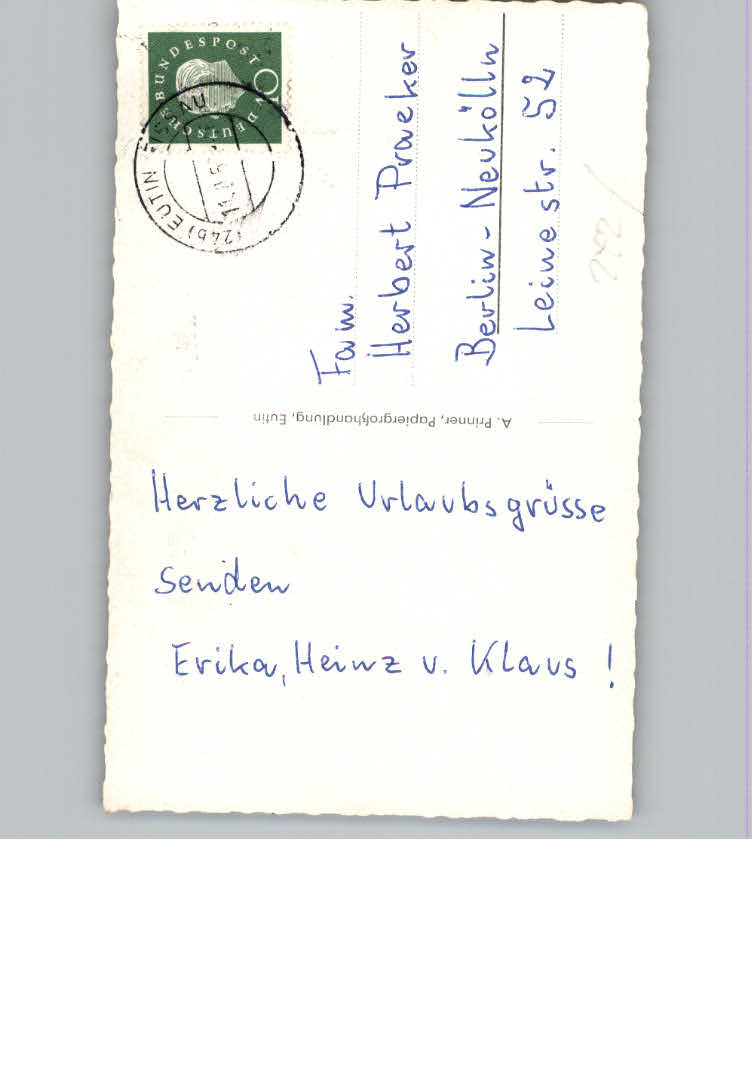 Herzliche Urlaubsgrüsse
senden
Erika, Heinz u. Klaus !
A. Prinner, Papiergroßhandlung, Eutin
Fam.
Herbert Praeker
Berlin-Neukölln
Leinestr. 52
DEUTSCHE BUNDESPOST
(24b) EUTIN